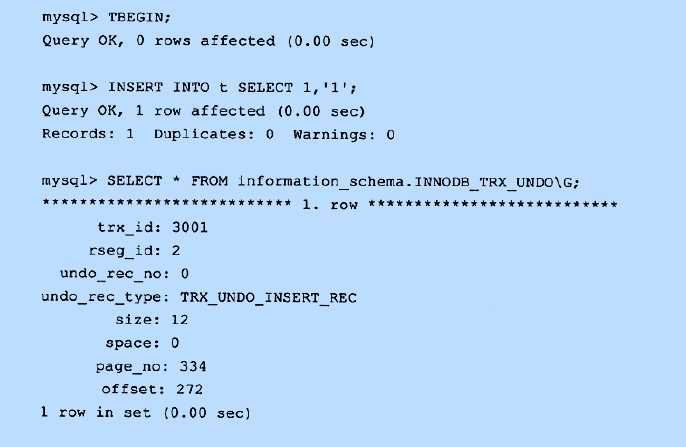 mysql> TBEGIN;
Query OK, 0 rows affected (0.00 sec)
mysql> INSERT INTO t SELECT 1,'1';
Query OK, 1 row affected (0.00 sec)
Records: 1  Duplicates: 0  Warnings: 0
mysql> SELECT * FROM information_schema.INNODB_TRX_UNDO\G;
*************************** 1. row ***************************
trx_id: 3001
rseg_id: 2
undo_rec_no: 0
undo_rec_type: TRX_UNDO_INSERT_REC
size: 12
space: 0
page_no: 334
offset: 272
1 row in set (0.00 sec)